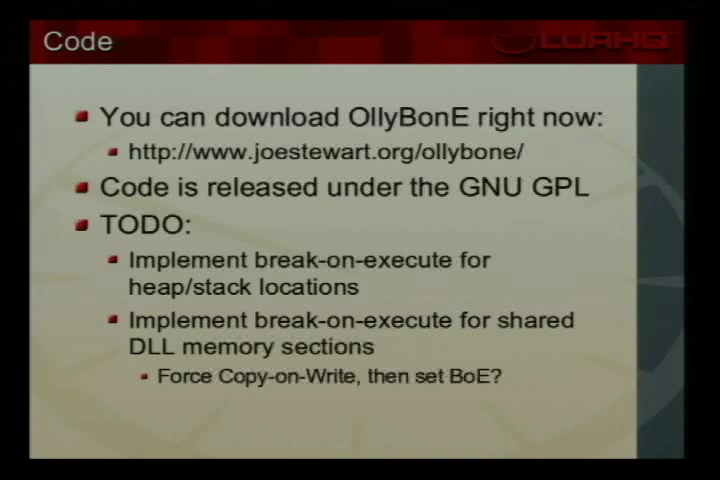 Code
LURHQ
You can download OllyBonE right now:
http://www.joestewart.org/ollybone/
Code is released under the GNU GPL
TODO:
Implement break-on-execute for
heap/stack locations
Implement break-on-execute for shared
DLL memory sections
Force Copy-on-Write, then set BoE?